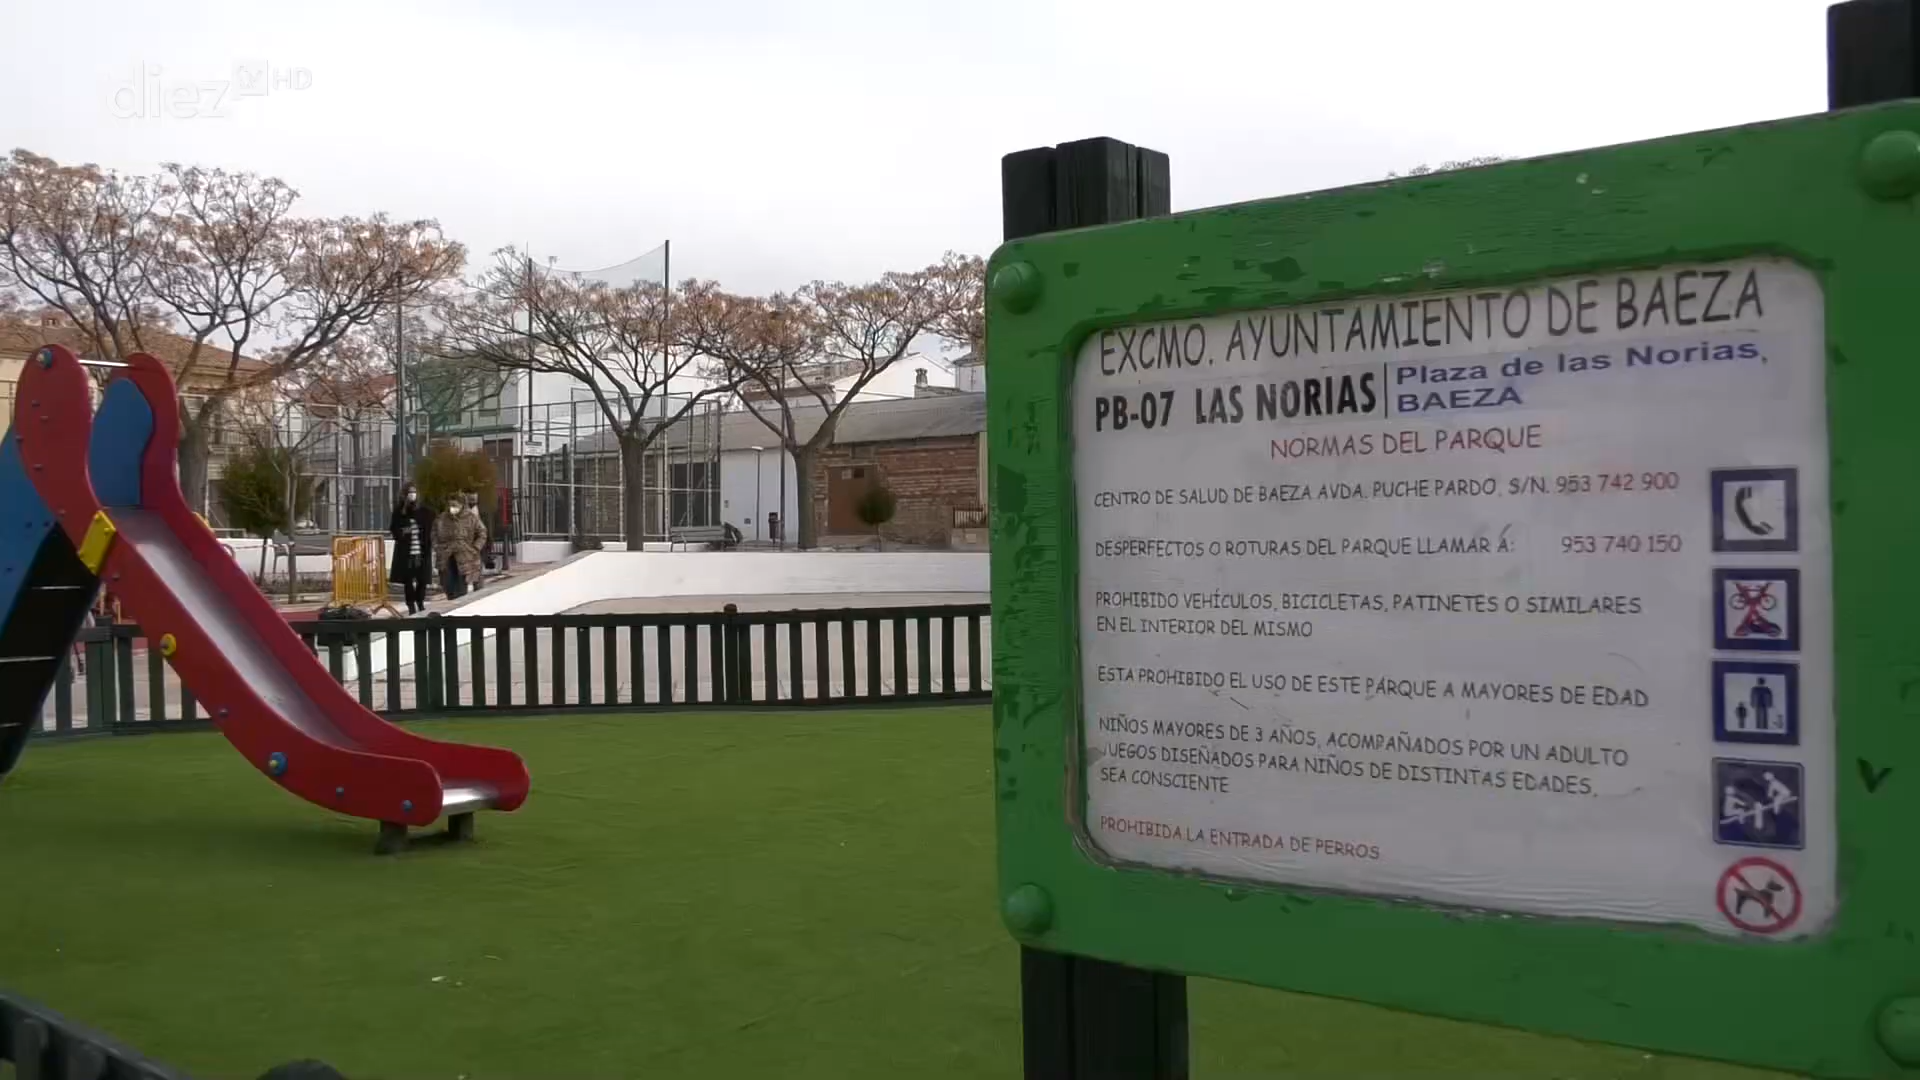 diez tv HD
EXCMO. AYUNTAMIENTO DE BAEZA
PB-07 LAS NORIAS
Plaza de las Norias,
BAEZA
NORMAS DEL PARQUE
CENTRO DE SALUD DE BAEZA AVDA. PUCHE PARDO, S/N. 953 742 900
DESPERFECTOS O ROTURAS DEL PARQUE LLAMAR Á: 953 740 150
PROHIBIDO VEHÍCULOS, BICICLETAS, PATINETES O SIMILARES
EN EL INTERIOR DEL MISMO
ESTA PROHIBIDO EL USO DE ESTE PARQUE A MAYORES DE EDAD
NIÑOS MAYORES DE 3 AÑOS, ACOMPAÑADOS POR UN ADULTO
JUEGOS DISEÑADOS PARA NIÑOS DE DISTINTAS EDADES,
SEA CONSCIENTE
PROHIBIDA LA ENTRADA DE PERROS